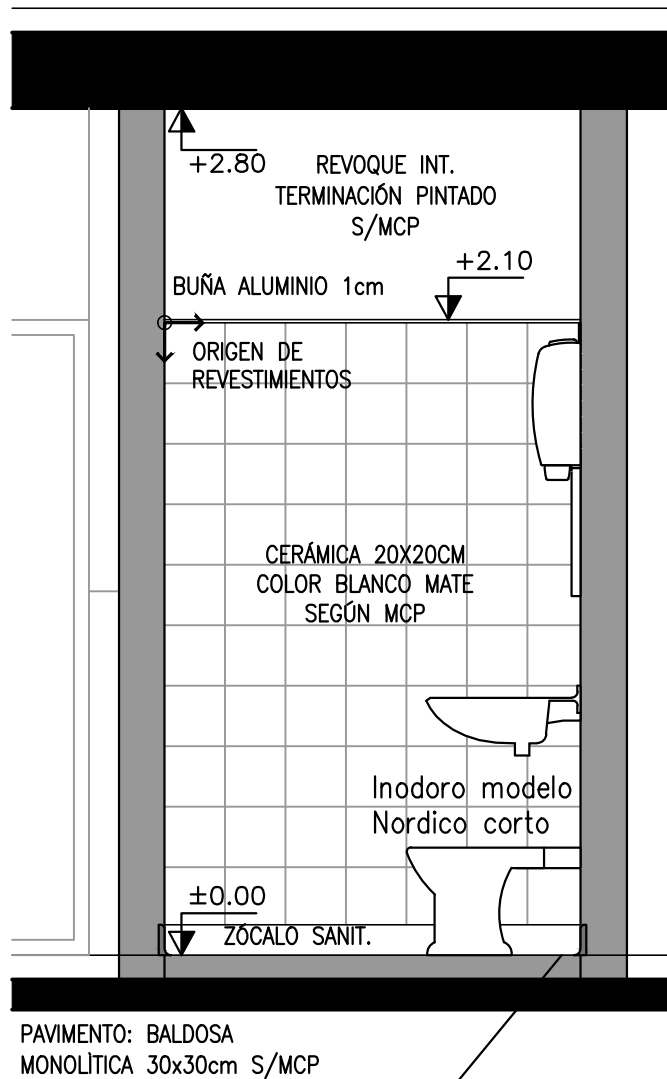 +2.80
REVOQUE INT.
TERMINACIÓN PINTADO
S/MCP
+2.10
BUÑA ALUMINIO 1cm
ORIGEN DE
REVESTIMIENTOS
CERÁMICA 20X20CM
COLOR BLANCO MATE
SEGÚN MCP
Inodoro modelo
Nordico corto
±0.00
ZÓCALO SANIT.
PAVIMENTO: BALDOSA
MONOLÌTICA 30x30cm S/MCP